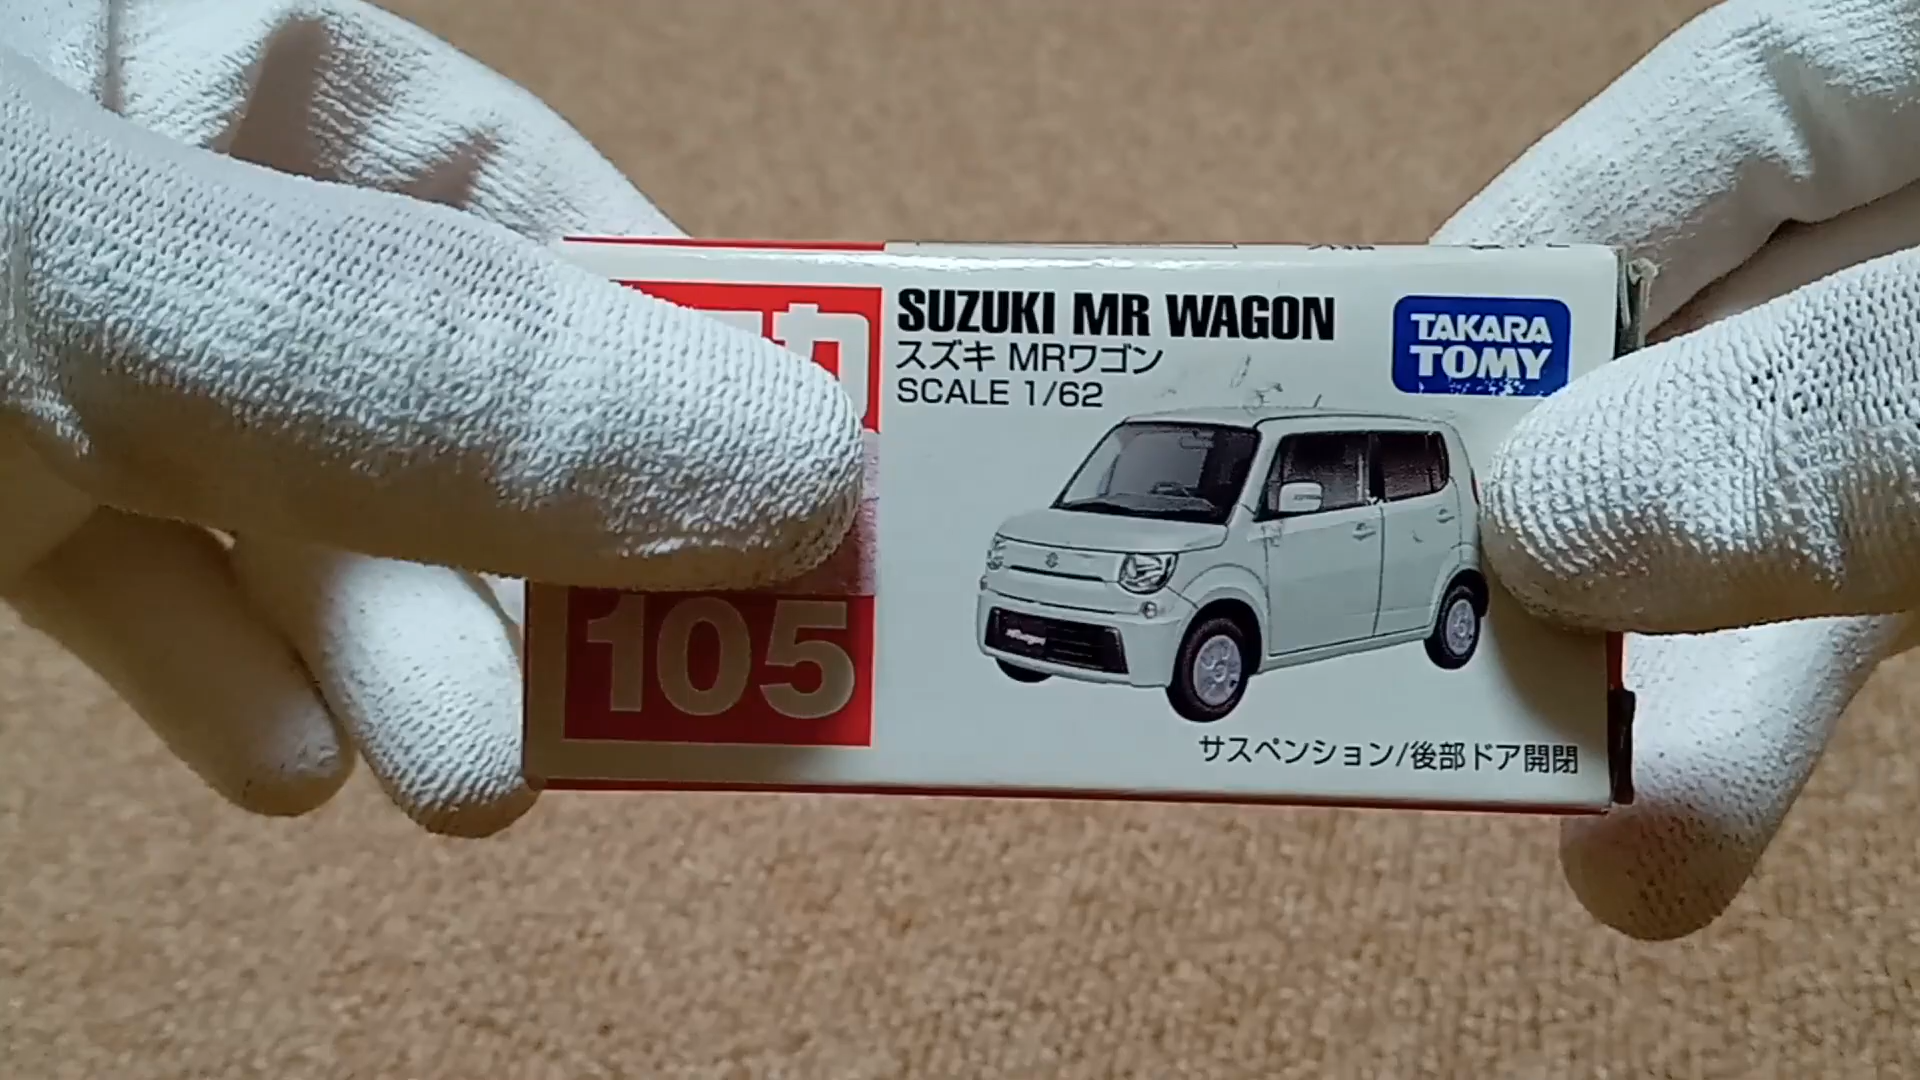 SUZUKI MR WAGON
スズキ MRワゴン
SCALE 1/62
TAKARA
TOMY
カ
105
サスペンション/後部ドア開閉